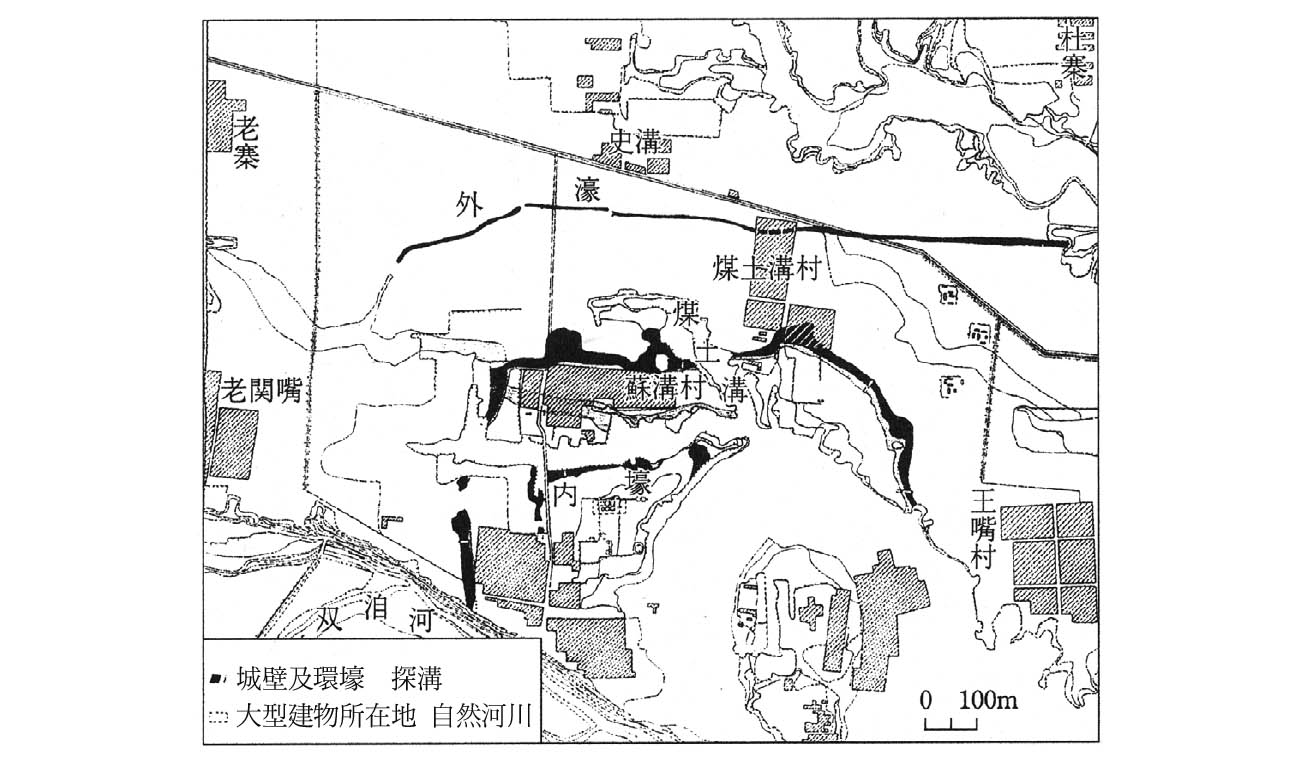 杜寨
老寨
史溝
外濠
煤土溝村
煤土溝
蘇溝村
老関嘴
内壕
王嘴村
双洎河
城壁及環壕 探溝
大型建物所在地 自然河川
0 100m